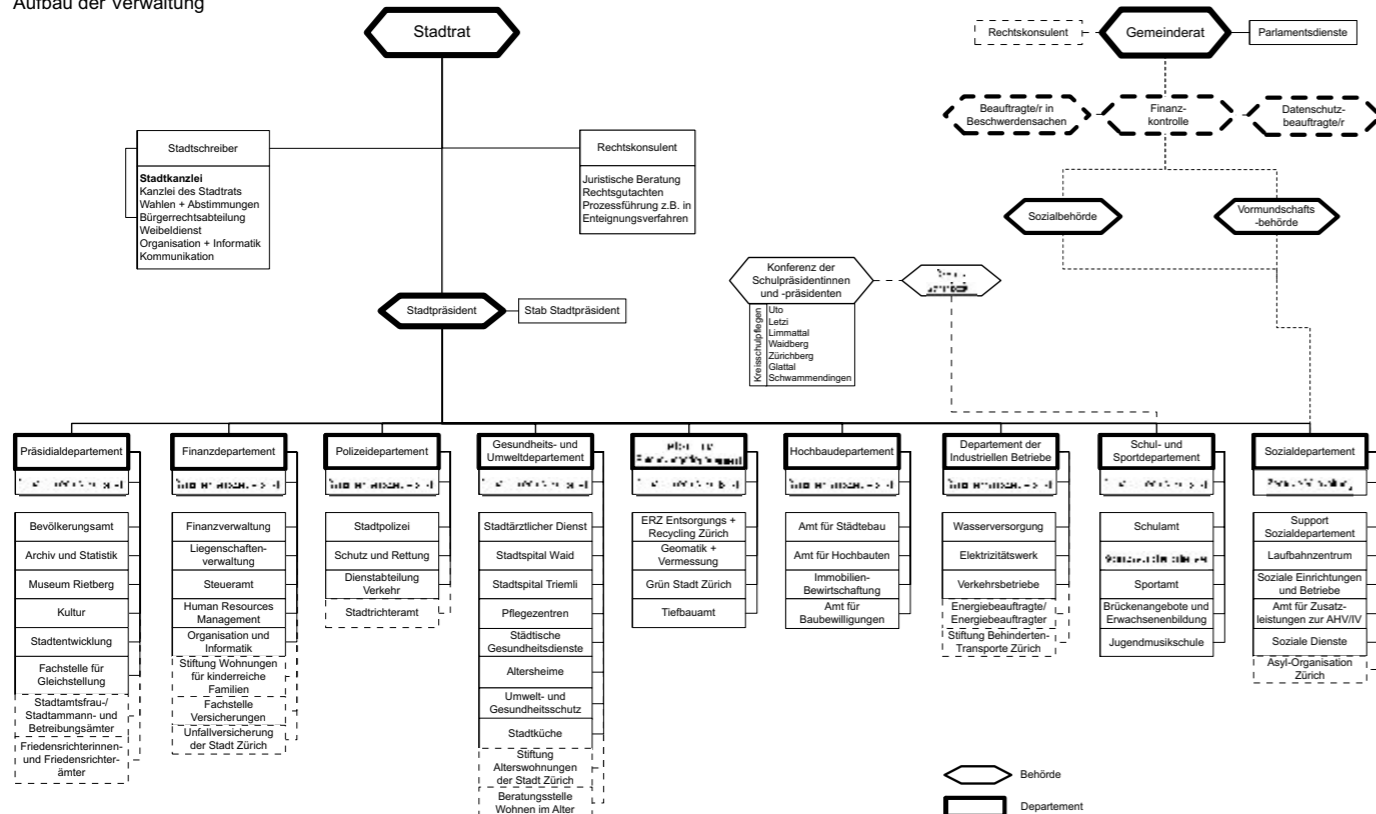 Aufbau der Verwaltung
Stadtrat
Rechtskonsulent
Gemeinderat
Parlamentsdienste
Beauftragte/r in
Beschwerdensachen
Finanz-
kontrolle
Datenschutz-
beauftragte/r
Stadtschreiber
Stadtkanzlei
Kanzlei des Stadtrats
Wahlen + Abstimmungen
Bürgerrechtsabteilung
Weibeldienst
Organisation + Informatik
Kommunikation
Rechtskonsulent
Juristische Beratung
Rechtsgutachten
Prozessführung z.B. in
Enteignungsverfahren
Sozialbehörde
Vormundschafts
-behörde
Konferenz der
Schulpräsidentinnen
und -präsidenten
Kreisschulpflegen
Uto
Letzi
Limmattal
Waidberg
Zürichberg
Glattal
Schwammendingen
Stadtpräsident
Stab Stadtpräsident
Präsidialdepartement
Bevölkerungsamt
Archiv und Statistik
Museum Rietberg
Kultur
Stadtentwicklung
Fachstelle für
Gleichstellung
Stadtamtsfrau-/
Stadtammann- und
Betreibungsämter
Friedensrichterinnen-
und Friedensrichter-
ämter
Finanzdepartement
Finanzverwaltung
Liegenschaften-
verwaltung
Steueramt
Human Resources
Management
Organisation und
Informatik
Stiftung Wohnungen
für kinderreiche
Familien
Fachstelle
Versicherungen
Unfallversicherung
der Stadt Zürich
Polizeidepartement
Stadtpolizei
Schutz und Rettung
Dienstabteilung
Verkehr
Stadtrichteramt
Gesundheits- und
Umweltdepartement
Stadtärztlicher Dienst
Stadtspital Waid
Stadtspital Triemli
Pflegezentren
Städtische
Gesundheitsdienste
Altersheime
Umwelt- und
Gesundheitsschutz
Stadtküche
Stiftung
Alterswohnungen
der Stadt Zürich
Beratungsstelle
Wohnen im Alter
ERZ Entsorgungs +
Recycling Zürich
Geomatik +
Vermessung
Grün Stadt Zürich
Tiefbauamt
Hochbaudepartement
Amt für Städtebau
Amt für Hochbauten
Immobilien-
Bewirtschaftung
Amt für
Baubewilligungen
Departement der
Industriellen Betriebe
Wasserversorgung
Elektrizitätswerk
Verkehrsbetriebe
Energiebeauftragte/
Energiebeauftragter
Stiftung Behinderten-
Transporte Zürich
Schul- und
Sportdepartement
Schulamt
Sportamt
Brückenangebote und
Erwachsenenbildung
Jugendmusikschule
Sozialdepartement
Support
Sozialdepartement
Laufbahnzentrum
Soziale Einrichtungen
und Betriebe
Amt für Zusatz-
leistungen zur AHV/IV
Soziale Dienste
Asyl-Organisation
Zürich
Behörde
Departement